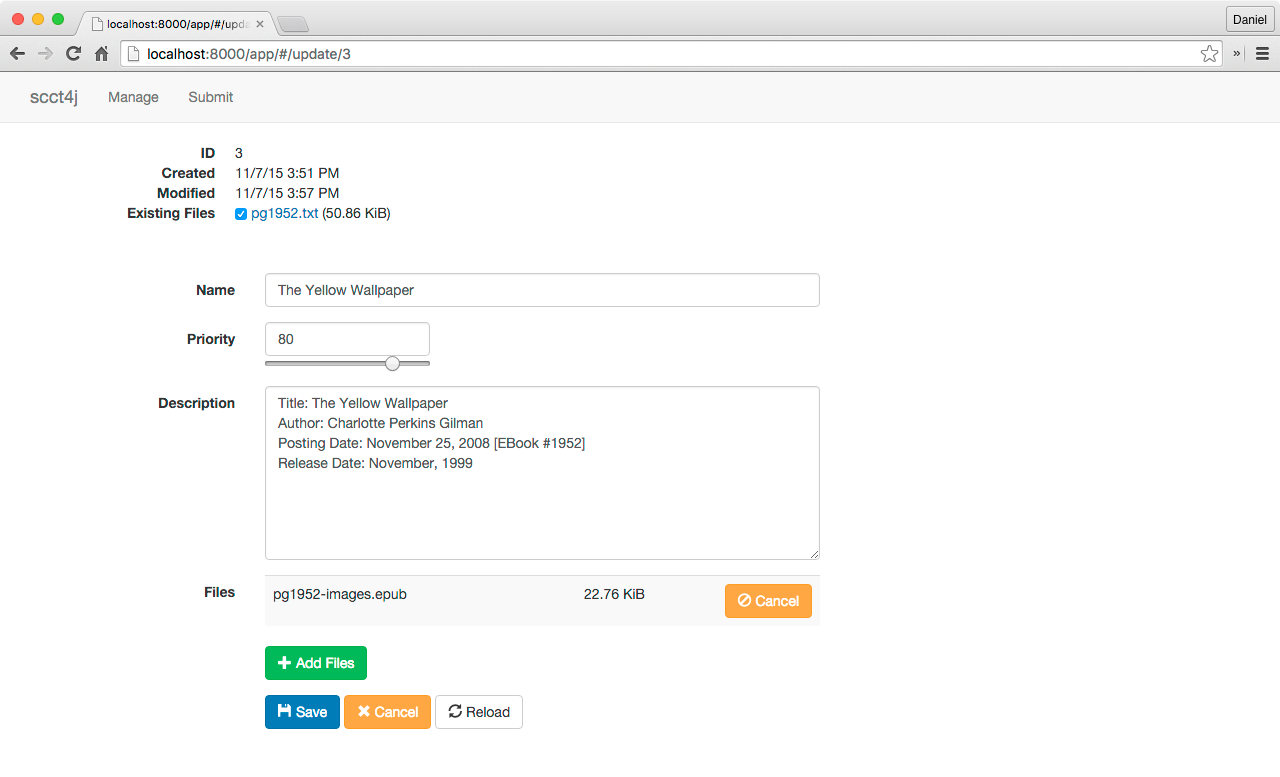 localhost:8000/app/#/upda
Daniel
localhost:8000/app/#/update/3
»
scct4j Manage Submit
ID 3
Created 11/7/15 3:51 PM
Modified 11/7/15 3:57 PM
Existing Files pg1952.txt (50.86 KiB)
Name The Yellow Wallpaper
Priority 80
Description Title: The Yellow Wallpaper
Author: Charlotte Perkins Gilman
Posting Date: November 25, 2008 [EBook #1952]
Release Date: November, 1999
Files pg1952-images.epub 22.76 KiB Cancel
Add Files
Save Cancel Reload